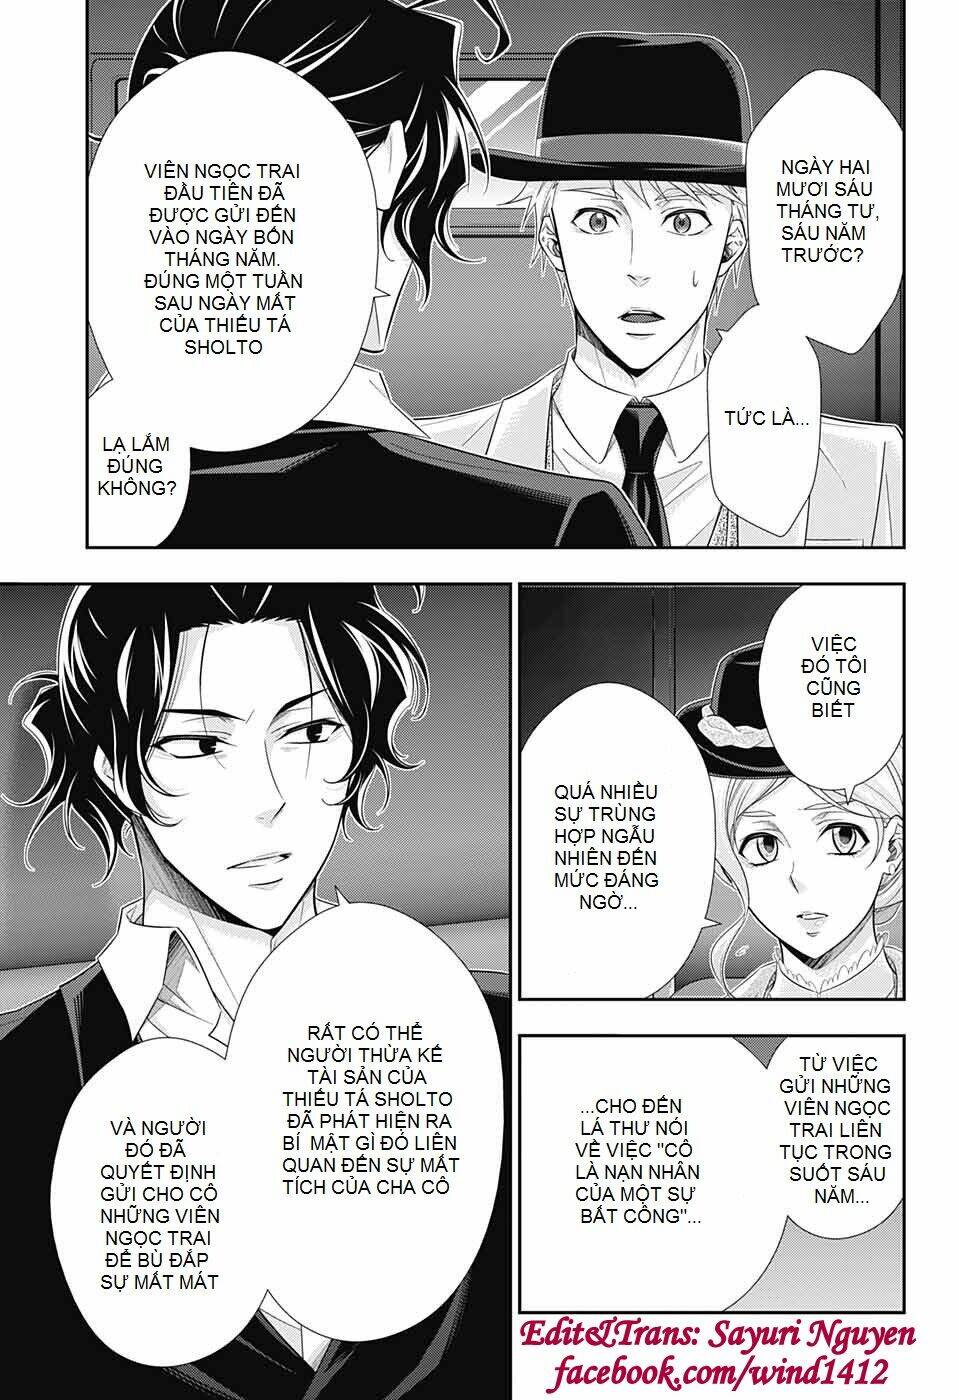 NGÀY HAI
MƯƠI SÁU
THÁNG TƯ,
SÁU NĂM
TRƯỚC?
TỨC LÀ...
VIÊN NGỌC TRAI
ĐẦU TIÊN ĐÃ
ĐƯỢC GỬI ĐẾN
VÀO NGÀY BỐN
THÁNG NĂM.
ĐÚNG MỘT TUẦN
SAU NGÀY MẤT
CỦA THIẾU TÁ
SHOLTO
LẠ LẮM
ĐÚNG
KHÔNG?
VIỆC
ĐÓ TÔI
CŨNG
BIẾT
QUÁ NHIỀU
SỰ TRÙNG
HỢP NGẪU
NHIÊN ĐẾN
MỨC ĐÁNG
NGỜ...
TỪ VIỆC
GỬI NHỮNG
VIÊN NGỌC
TRAI LIÊN
TỤC TRONG
SUỐT SÁU
NĂM...
...CHO ĐẾN
LÁ THƯ NÓI
VỀ VIỆC "CÔ
LÀ NẠN NHÂN
CỦA MỘT SỰ
BẤT CÔNG"...
RẤT CÓ THỂ
NGƯỜI THỪA KẾ
TÀI SẢN CỦA
THIẾU TÁ SHOLTO
ĐÃ PHÁT HIỆN RA
BÍ MẬT GÌ ĐÓ LIÊN
QUAN ĐẾN SỰ MẤT
TÍCH CỦA CHA CÔ
VÀ NGƯỜI
ĐÓ ĐÃ
QUYẾT ĐỊNH
GỬI CHO CÔ
NHỮNG VIÊN
NGỌC TRAI
ĐỂ BÙ ĐẮP
SỰ MẤT MÁT
Edit&Trans: Sayuri Nguyen
facebook.com/wind1412